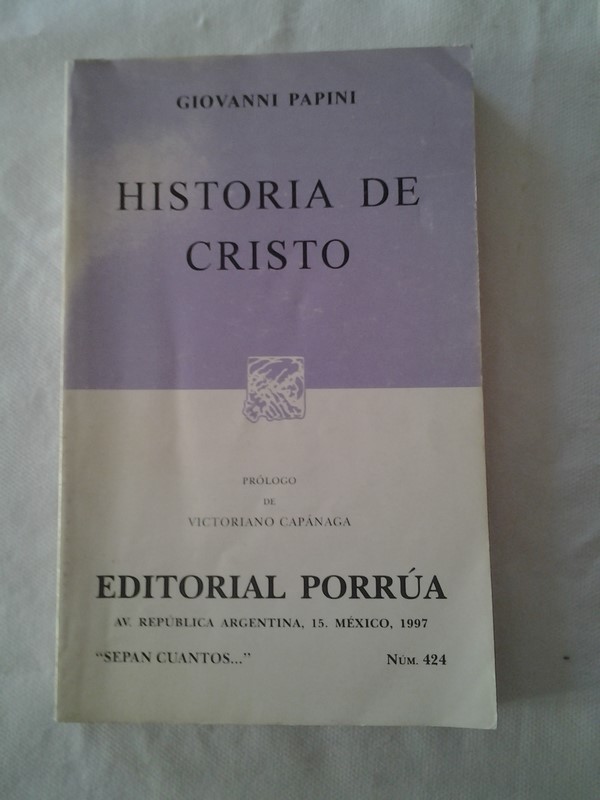 GIOVANNI PAPINI
HISTORIA DE
CRISTO
PRÓLOGO
DE
VICTORIANO CAPÁNAGA
EDITORIAL PORRÚA
AV. REPÚBLICA ARGENTINA, 15. MÉXICO, 1997
"SEPAN CUANTOS..." NÚM. 424